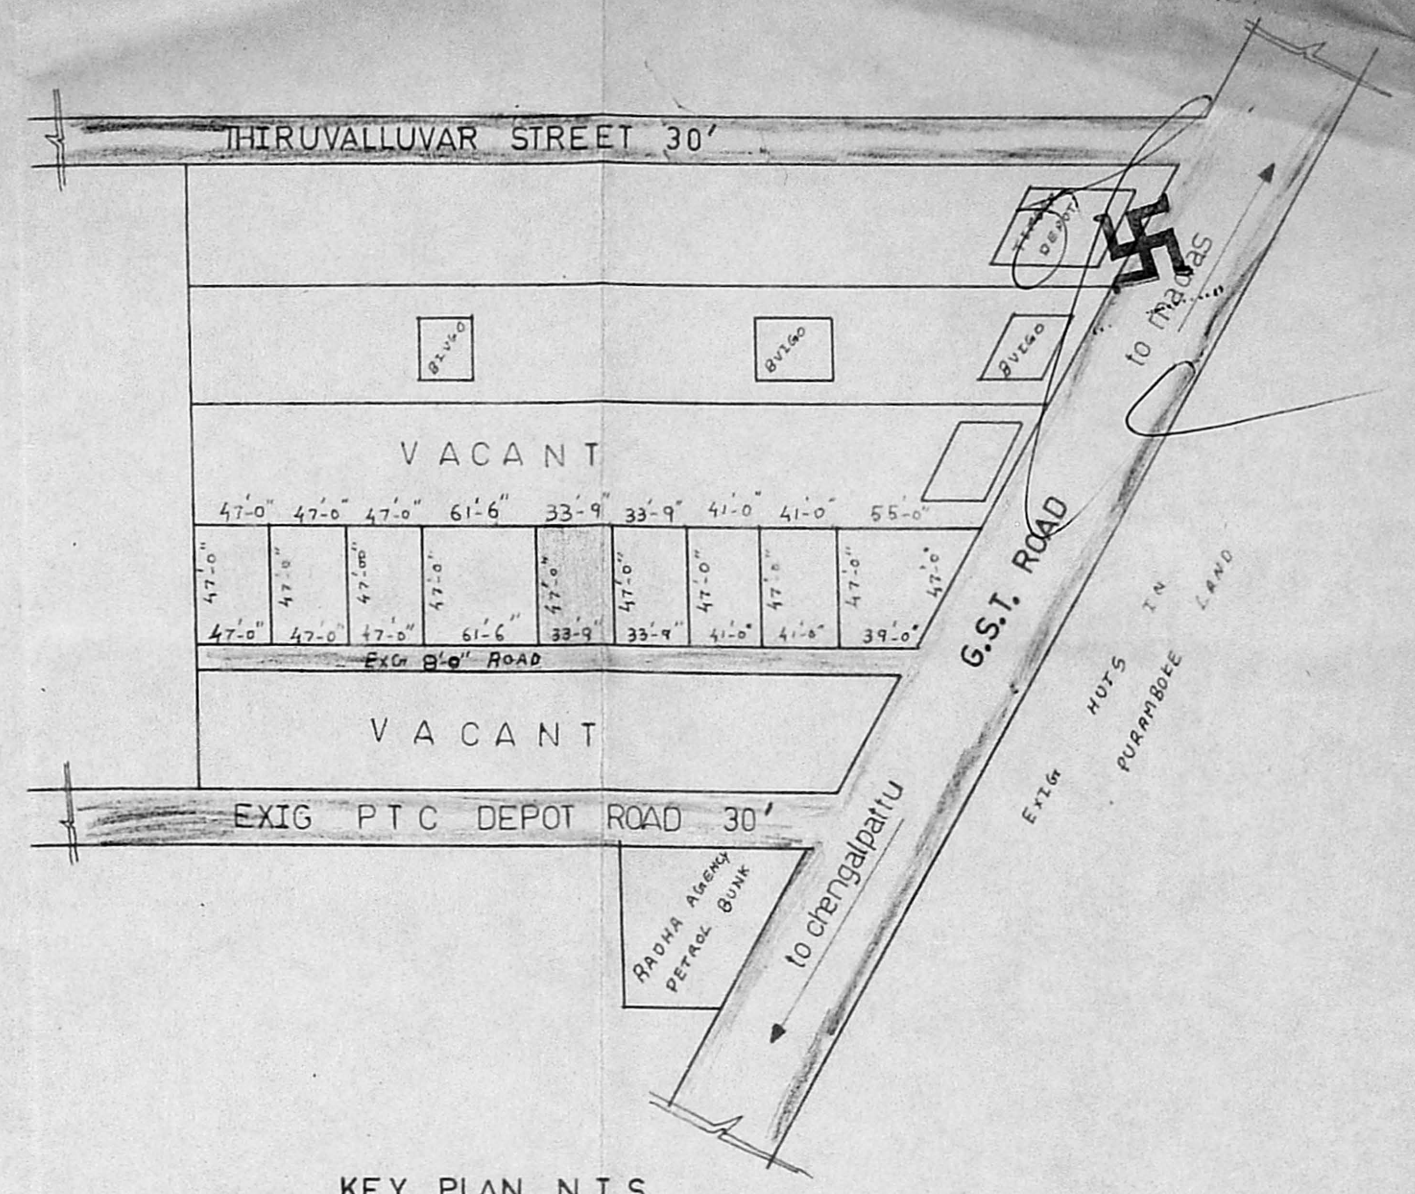 THIRUVALLUVAR STREET 30'
DEPOT
to madras
BIUGO
BVIGO
BVIGO
VACANT
47'-0" 47'-0" 47'-0" 61'-6" 33'-9" 33'-9" 41'-0" 41'-0" 55'-0"
47'-0" 47'-0" 47'-0" 47'-0" 47'-0" 47'-0" 47'-0" 47'-0" 47'-0" 47'-0"
47'-0" 47'-0" 47'-0" 61'-6" 33'-9" 33'-9" 41'-0" 41'-0" 39'-0"
EXG 8'-0" ROAD
G.S.T. ROAD
VACANT
EXIG HUTS IN
PURAMBOKE LAND
EXIG PTC DEPOT ROAD 30'
to chengalpattu
RADHA AGENCY
PETROL BUNK
KEY PLAN N.T.S